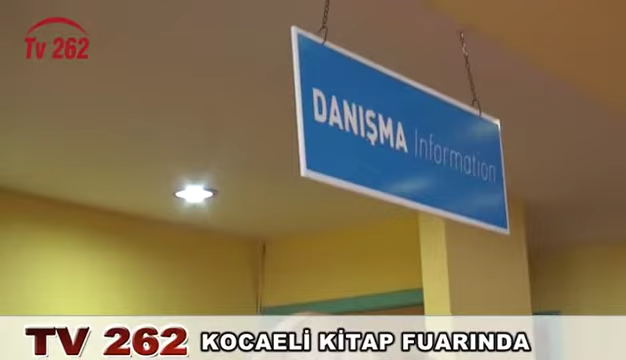 Tv 262
DANIŞMA Information
TV 262 KOCAELİ KİTAP FUARINDA